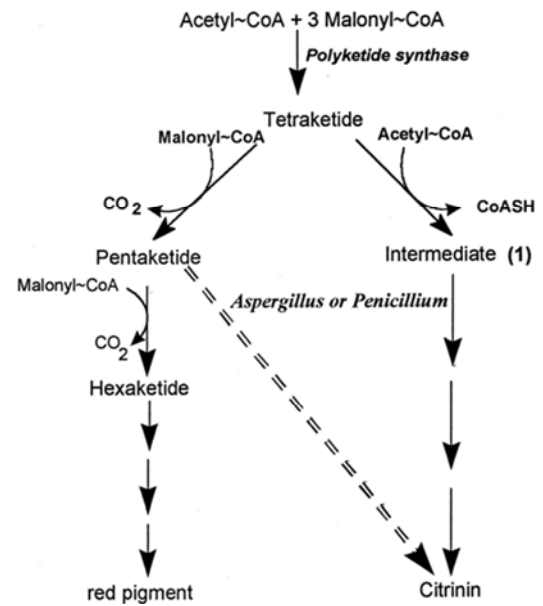 Acetyl~CoA + 3 Malonyl~CoA
Polyketide synthase
Tetraketide
Malonyl~CoA
Acetyl~CoA
CO2
CoASH
Pentaketide
Intermediate (1)
Malonyl~CoA
Aspergillus or Penicillium
CO2
Hexaketide
red pigment
Citrinin